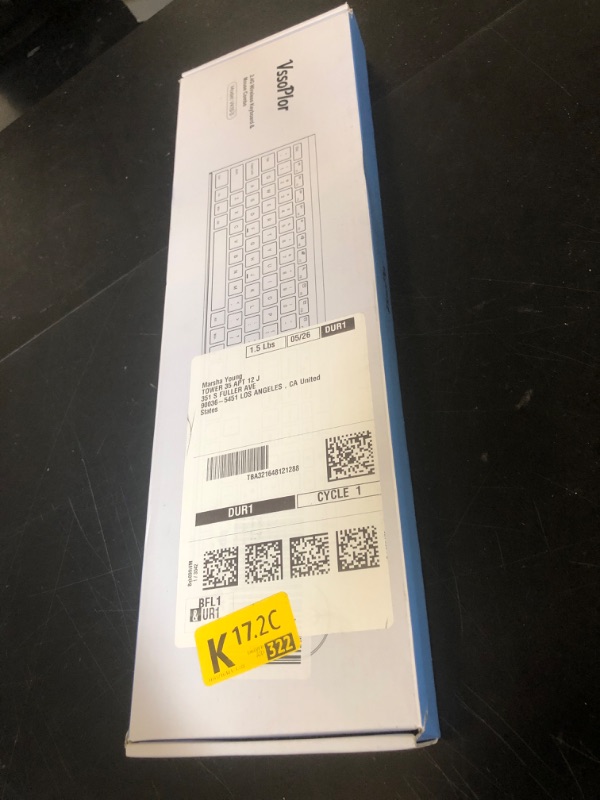 VssoPlor
2.4G Wireless Keyboard &
Mouse Combo
1.5 Lbs
05/26
DUR1
Marsha Young
TOWER 35 APT 12 J
351 S FULLER AVE
90036-5451 LOS ANGELES , CA United
States
TBA321648121266
DUR1
CYCLE 1
BFL1
& UR1
K 17.2C
322